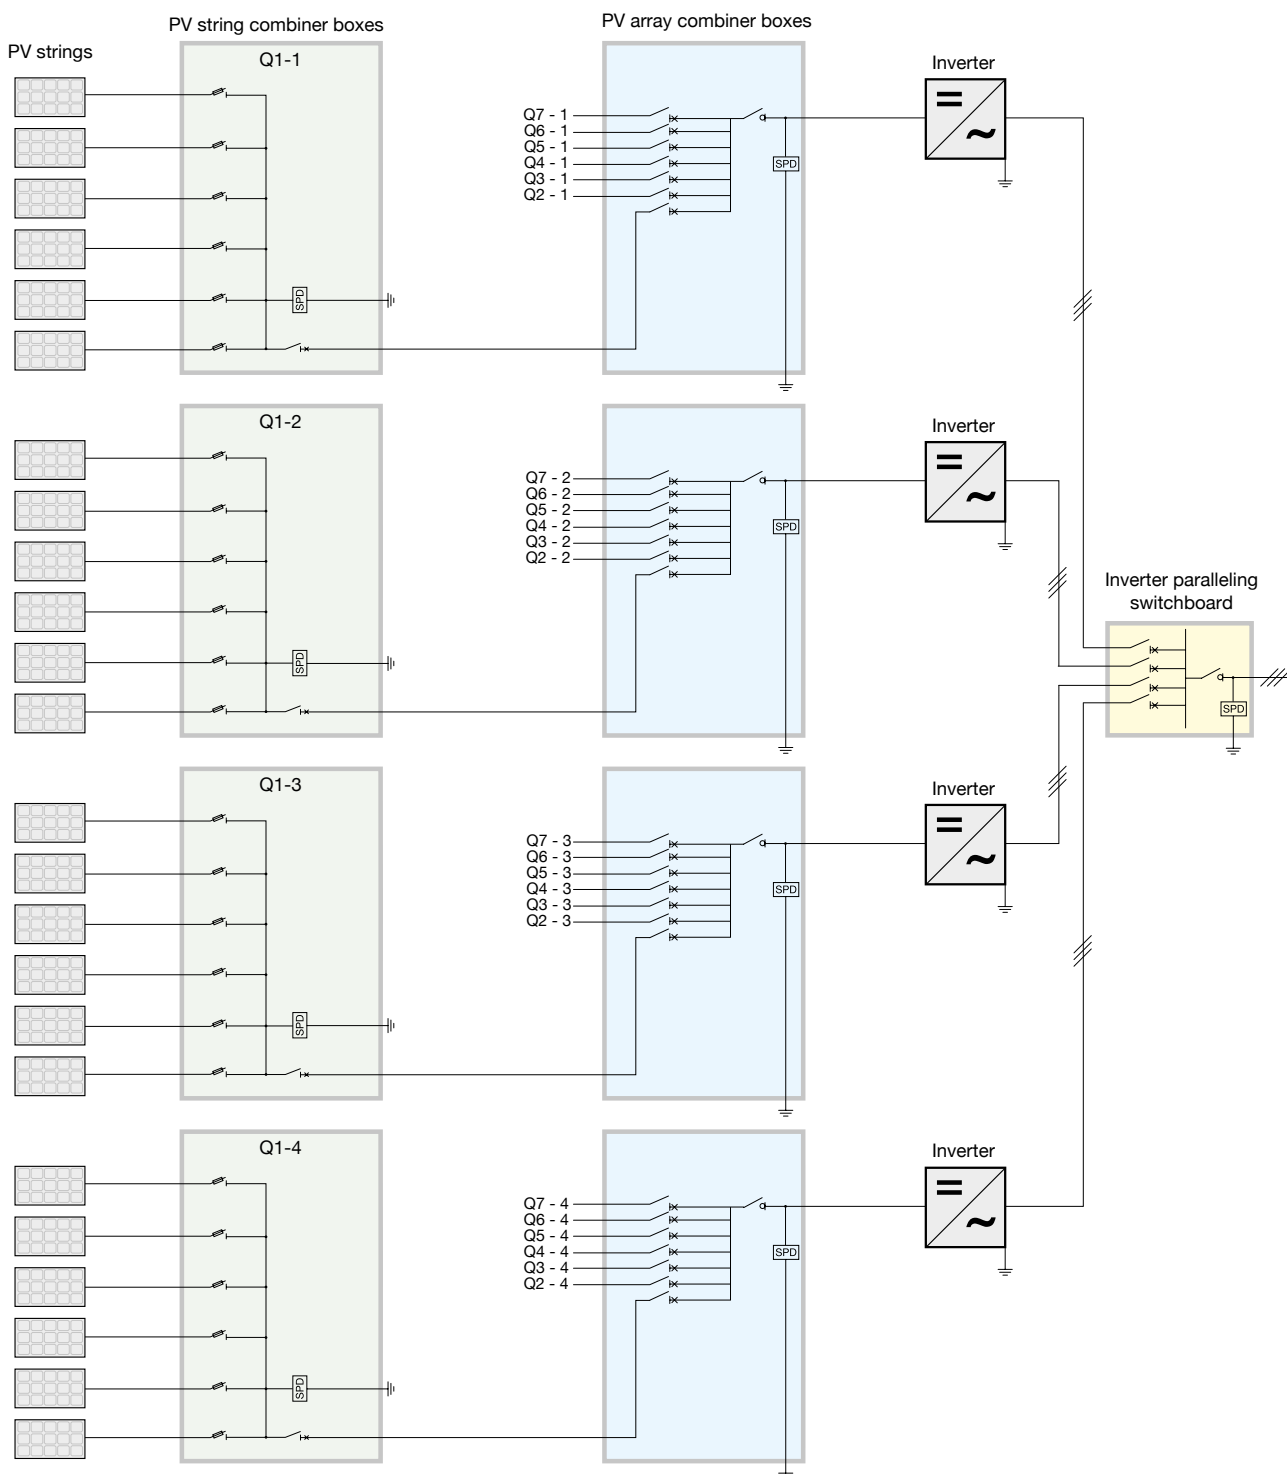 PV strings
PV string combiner boxes
PV array combiner boxes
Q1-1
Inverter
Q7 - 1
Q6 - 1
Q5 - 1
Q4 - 1
Q3 - 1
Q2 - 1
SPD
SPD
Q1-2
Inverter
Q7 - 2
Q6 - 2
Q5 - 2
Q4 - 2
Q3 - 2
Q2 - 2
SPD
SPD
Inverter paralleling
switchboard
SPD
Q1-3
Inverter
Q7 - 3
Q6 - 3
Q5 - 3
Q4 - 3
Q3 - 3
Q2 - 3
SPD
SPD
Q1-4
Inverter
Q7 - 4
Q6 - 4
Q5 - 4
Q4 - 4
Q3 - 4
Q2 - 4
SPD
SPD